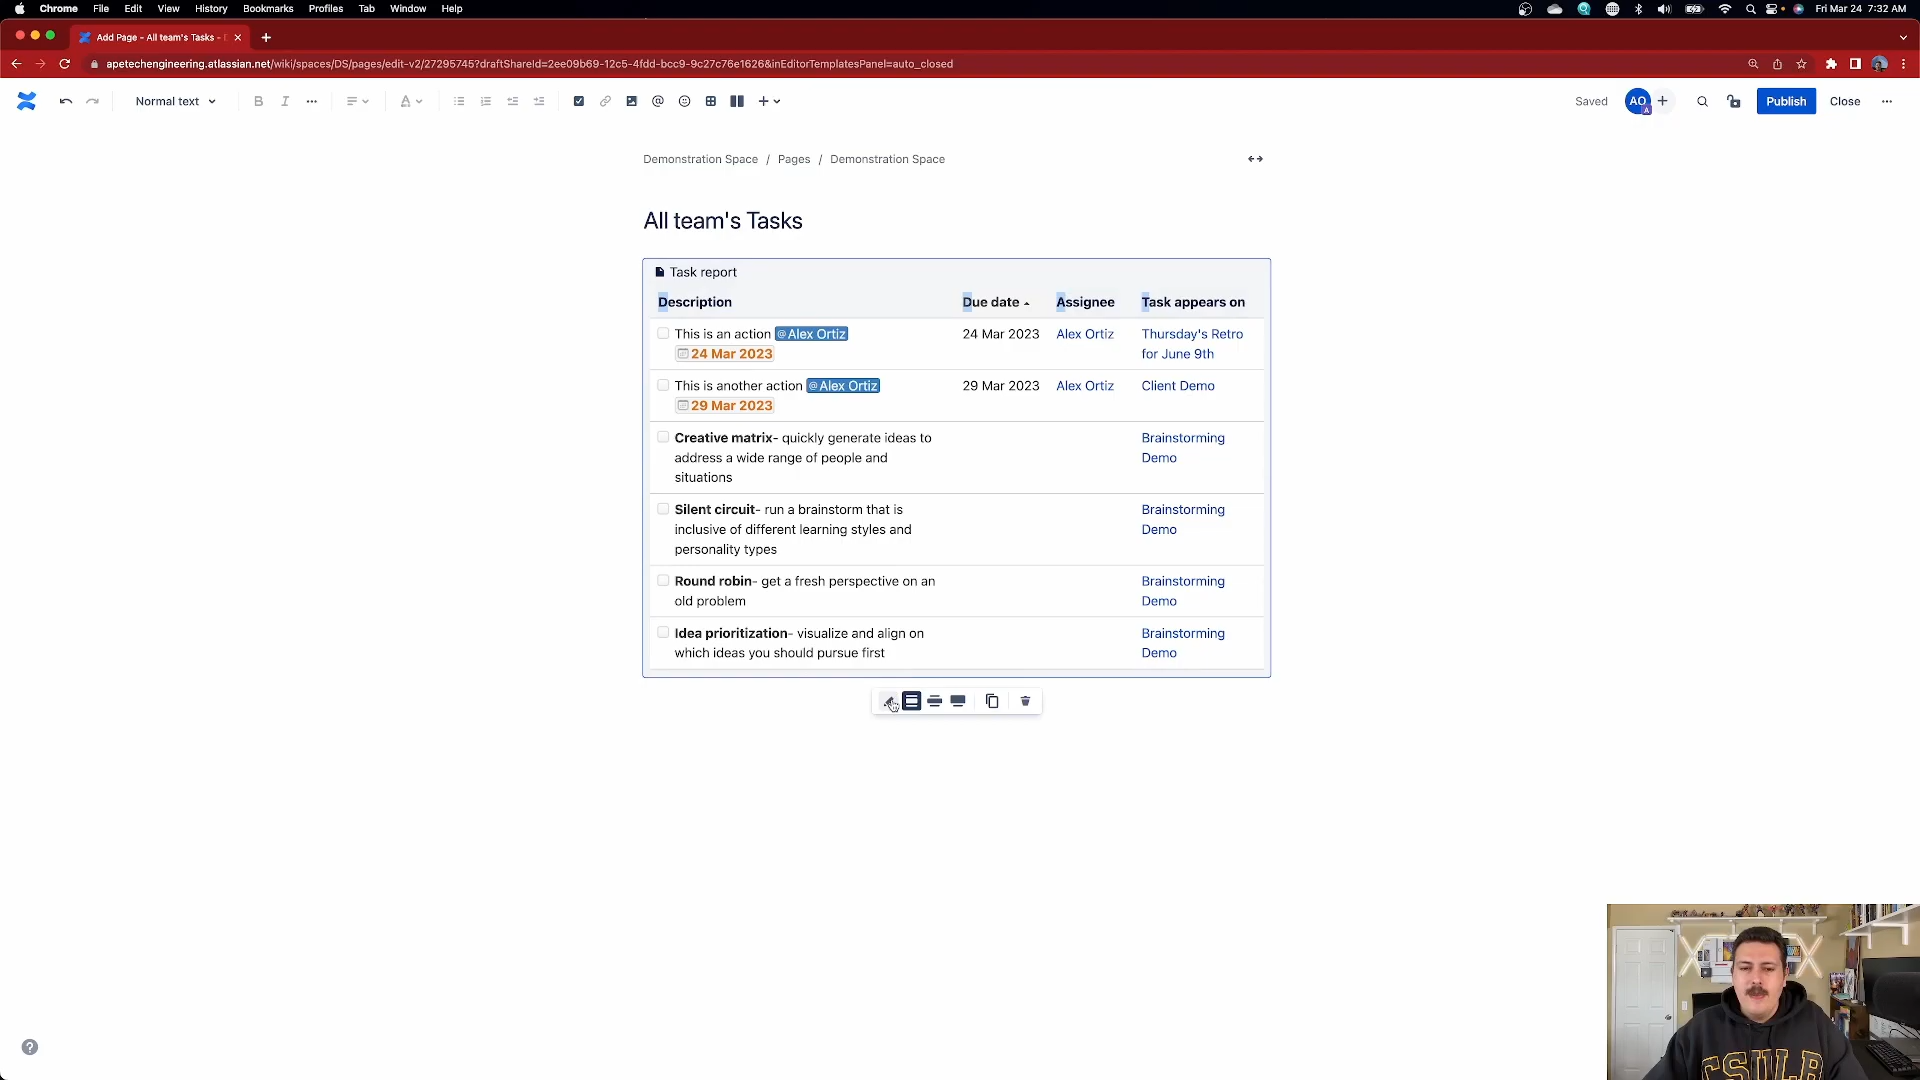 Chrome File Edit View History Bookmarks Profiles Tab Window Help Fri Mar 24 7:32 AM
Add Page - All team's Tasks -
apetechengineering.atlassian.net/wiki/spaces/DS/pages/edit-v2/27295745?draftShareId=2ee09b69-12c5-4fdd-bcc9-9c27c76e1626&inEditorTemplatesPanel=auto_closed
Normal text B I A Saved AO A Publish Close
Demonstration Space / Pages / Demonstration Space
All team's Tasks
Task report
Description Due date Assignee Task appears on
This is an action @Alex Ortiz 24 Mar 2023 Alex Ortiz Thursday's Retro
24 Mar 2023 for June 9th
This is another action @Alex Ortiz 29 Mar 2023 Alex Ortiz Client Demo
29 Mar 2023
Creative matrix- quickly generate ideas to Brainstorming
address a wide range of people and Demo
situations
Silent circuit- run a brainstorm that is Brainstorming
inclusive of different learning styles and Demo
personality types
Round robin- get a fresh perspective on an Brainstorming
old problem Demo
Idea prioritization- visualize and align on Brainstorming
which ideas you should pursue first Demo
CSULB